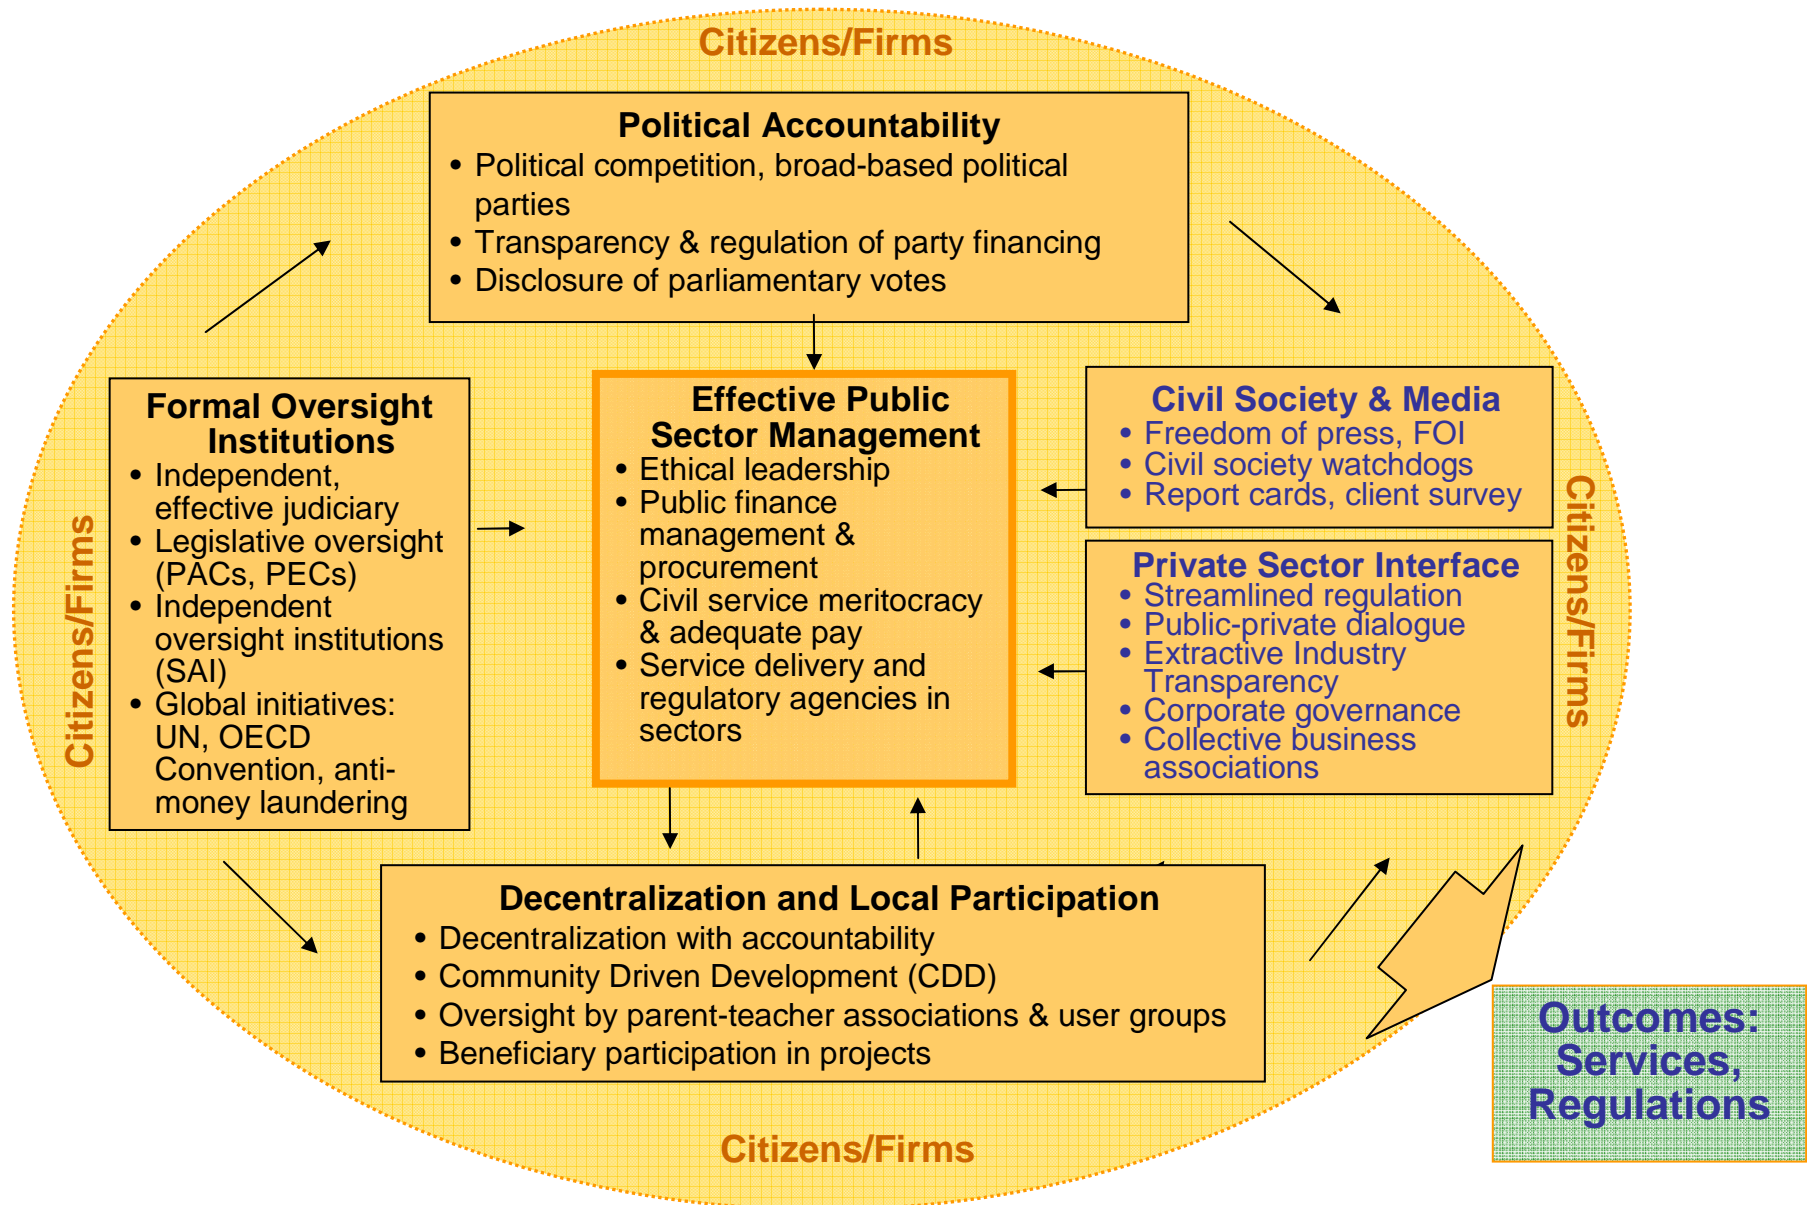 Citizens/Firms
Political Accountability
• Political competition, broad-based political
parties
• Transparency & regulation of party financing
• Disclosure of parliamentary votes
Citizens/Firms
Formal Oversight
Institutions
• Independent,
effective judiciary
• Legislative oversight
(PACs, PECs)
• Independent
oversight institutions
(SAI)
• Global initiatives:
UN, OECD
Convention, anti-
money laundering
Effective Public
Sector Management
• Ethical leadership
• Public finance
management &
procurement
• Civil service meritocracy
& adequate pay
• Service delivery and
regulatory agencies in
sectors
Civil Society & Media
• Freedom of press, FOI
• Civil society watchdogs
• Report cards, client survey
Private Sector Interface
• Streamlined regulation
• Public-private dialogue
• Extractive Industry
Transparency
• Corporate governance
• Collective business
associations
Citizens/Firms
Decentralization and Local Participation
• Decentralization with accountability
• Community Driven Development (CDD)
• Oversight by parent-teacher associations & user groups
• Beneficiary participation in projects
Outcomes:
Services,
Regulations
Citizens/Firms